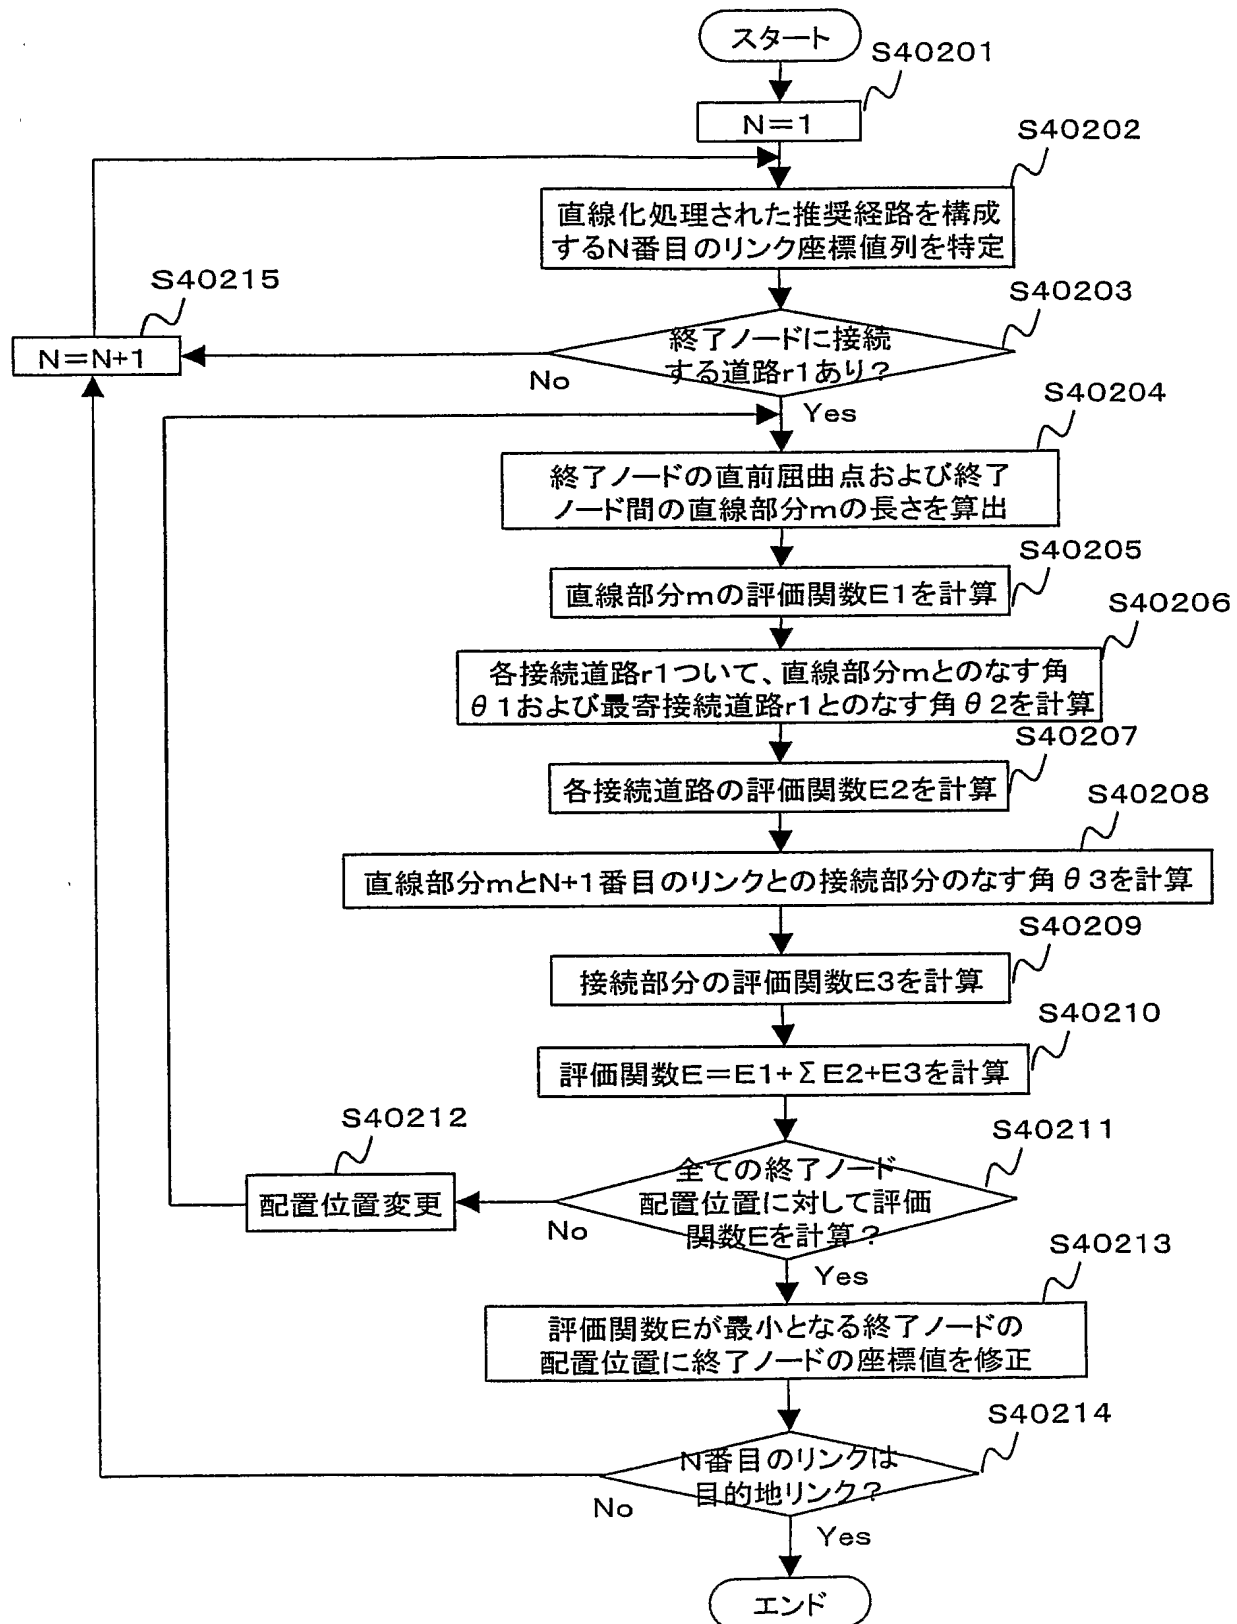 スタート
S40201
N=1
S40202
直線化処理された推奨経路を構成
するN番目のリンク座標値列を特定
S40215
N=N+1
S40203
終了ノードに接続
する道路r1あり?
No
Yes
S40204
終了ノードの直前屈曲点および終了
ノード間の直線部分mの長さを算出
S40205
直線部分mの評価関数E1を計算
S40206
各接続道路r1ついて、直線部分mとのなす角
θ1および最寄接続道路r1とのなす角θ2を計算
S40207
各接続道路の評価関数E2を計算
S40208
直線部分mとN+1番目のリンクとの接続部分のなす角θ3を計算
S40209
接続部分の評価関数E3を計算
S40210
評価関数E=E1+ΣE2+E3を計算
S40212
配置位置変更
S40211
全ての終了ノード
配置位置に対して評価
関数Eを計算?
No
Yes
S40213
評価関数Eが最小となる終了ノードの
配置位置に終了ノードの座標値を修正
S40214
N番目のリンクは
目的地リンク?
No
Yes
エンド